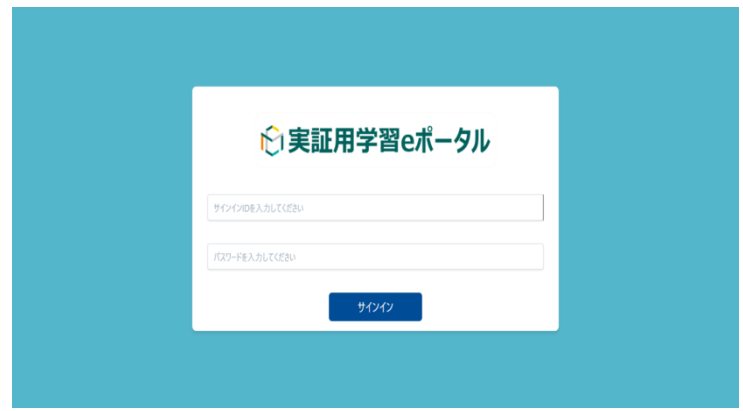 実証用学習eポータル
サインインIDを入力してください
パスワードを入力してください
サインイン